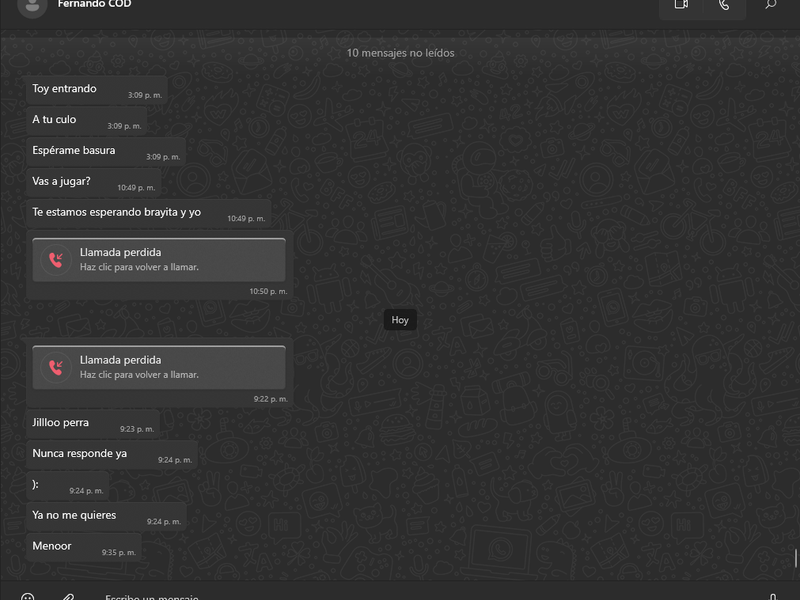 Fernando COD
10 mensajes no leídos
Toy entrando
3:09 p. m.
A tu culo
3:09 p. m.
Espérame basura
3:09 p. m.
Vas a jugar?
10:49 p. m.
Te estamos esperando brayita y yo
10:49 p. m.
Llamada perdida
Haz clic para volver a llamar.
10:50 p. m.
Hoy
Llamada perdida
Haz clic para volver a llamar.
9:22 p. m.
Jillloo perra
9:23 p. m.
Nunca responde ya
9:24 p. m.
):
9:24 p. m.
Ya no me quieres
9:24 p. m.
Menoor
9:35 p. m.
Escribe un mensaje